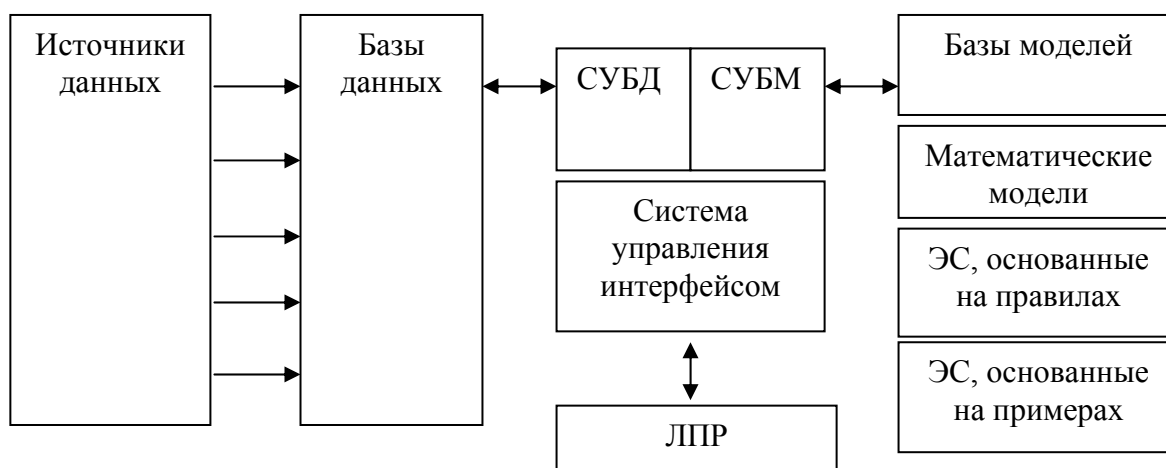 Источники
данных
Базы
данных
СУБД
СУБМ
Система
управления
интерфейсом
ЛПР
Базы моделей
Математические
модели
ЭС, основанные
на правилах
ЭС, основанные
на примерах